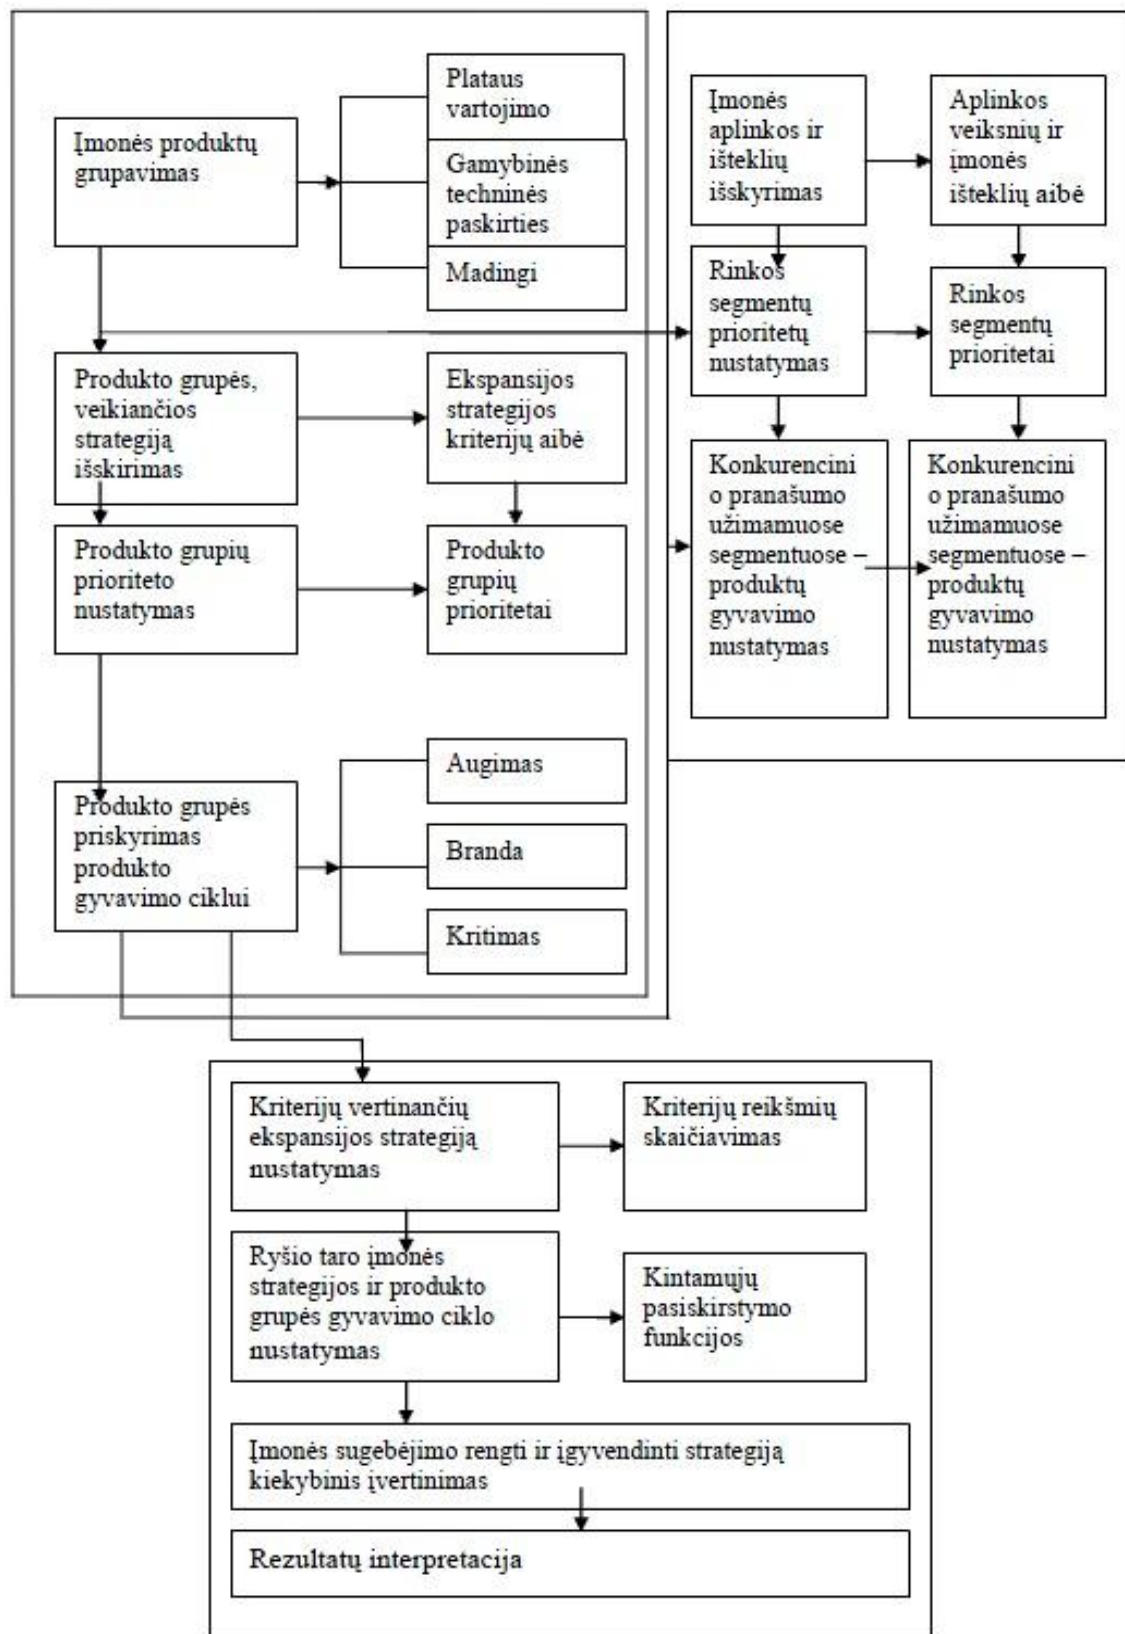 Įmonės produktų
grupavimas
Plataus
vartojimo
Gamybinės
techninės
paskirties
Madingi
Produkto grupės,
veikiančios
strategiją
išskirimas
Ekspansijos
strategijos
kriterijų aibė
Produkto grupių
prioriteto
nustatymas
Produkto
grupių
prioritetai
Produkto grupės
priskyrimas
produkto
gyvavimo ciklui
Augimas
Branda
Kritimas
Įmonės
aplinkos ir
išteklių
išskyrimas
Aplinkos
veiksnių ir
įmonės
išteklių aibė
Rinkos
segmentų
prioritetų
nustatymas
Rinkos
segmentų
prioritetai
Konkurencini
o pranašumo
užimamuose
segmentuose –
produktų
gyvavimo
nustatymas
Konkurencini
o pranašumo
užimamuose
segmentuose –
produktų
gyvavimo
nustatymas
Kriterijų vertinančių
ekspansijos strategiją
nustatymas
Kriterijų reikšmių
skaičiavimas
Ryšio taro įmonės
strategijos ir produkto
grupės gyvavimo ciklo
nustatymas
Kintamųjų
pasiskirstymo
funkcijos
Įmonės sugebėjimo rengti ir įgyvendinti strategiją
kiekybinis įvertinimas
Rezultatų interpretacija